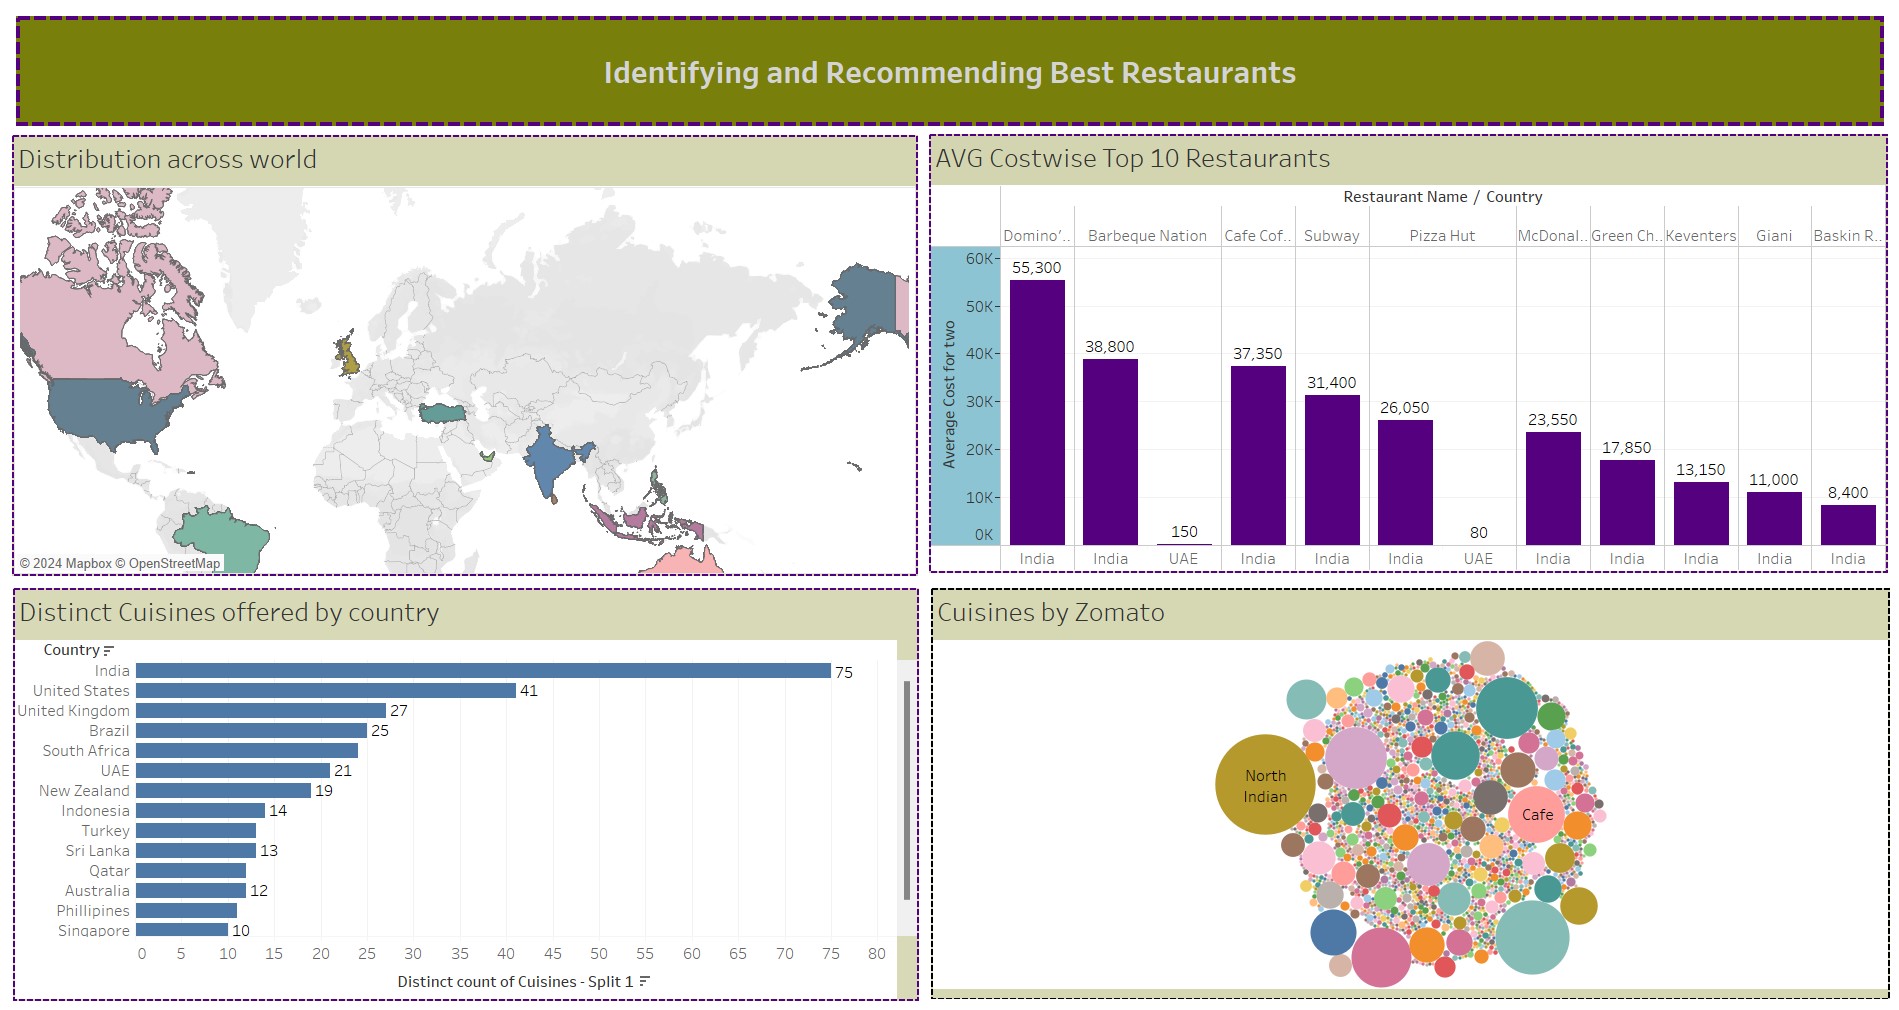 Identifying and Recommending Best Restaurants
Distribution across world
© 2024 Mapbox © OpenStreetMap
AVG Costwise Top 10 Restaurants
Restaurant Name / Country
Domino'.. Barbeque Nation Cafe Cof.. Subway Pizza Hut McDonal.. Green Ch.. Keventers Giani Baskin R..
Average Cost for two
60K
50K
40K
30K
20K
10K
0K
55,300
38,800
150
37,350
31,400
26,050
80
23,550
17,850
13,150
11,000
8,400
India India UAE India India India UAE India India India India India
Distinct Cuisines offered by country
Country
India 75
United States 41
United Kingdom 27
Brazil 25
South Africa
UAE 21
New Zealand 19
Indonesia 14
Turkey
Sri Lanka 13
Qatar
Australia 12
Phillipines
Singapore 10
0 5 10 15 20 25 30 35 40 45 50 55 60 65 70 75 80
Distinct count of Cuisines - Split 1
Cuisines by Zomato
North
Indian
Cafe